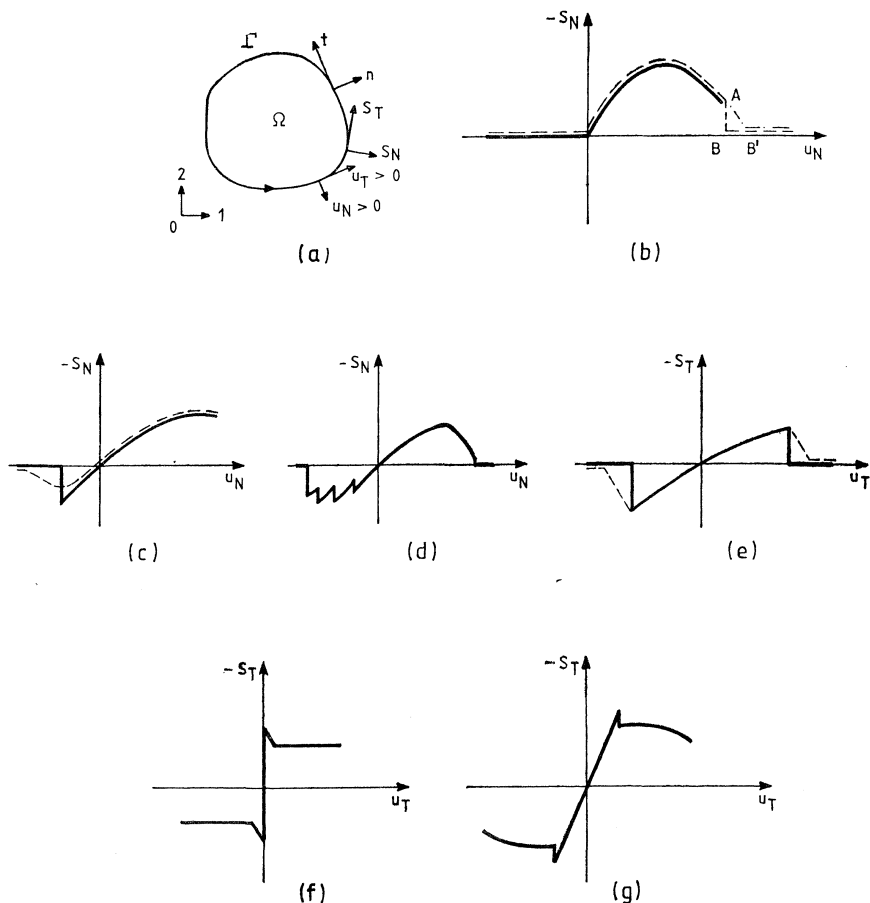 Γ
t
n
Ω
S_T
S_N
u_T > 0
u_N > 0
2
0
1
(a)
-S_N
A
B
B'
u_N
(b)
-S_N
u_N
(c)
-S_N
u_N
(d)
-S_T
u_T
(e)
-S_T
u_T
(f)
-S_T
u_T
(g)